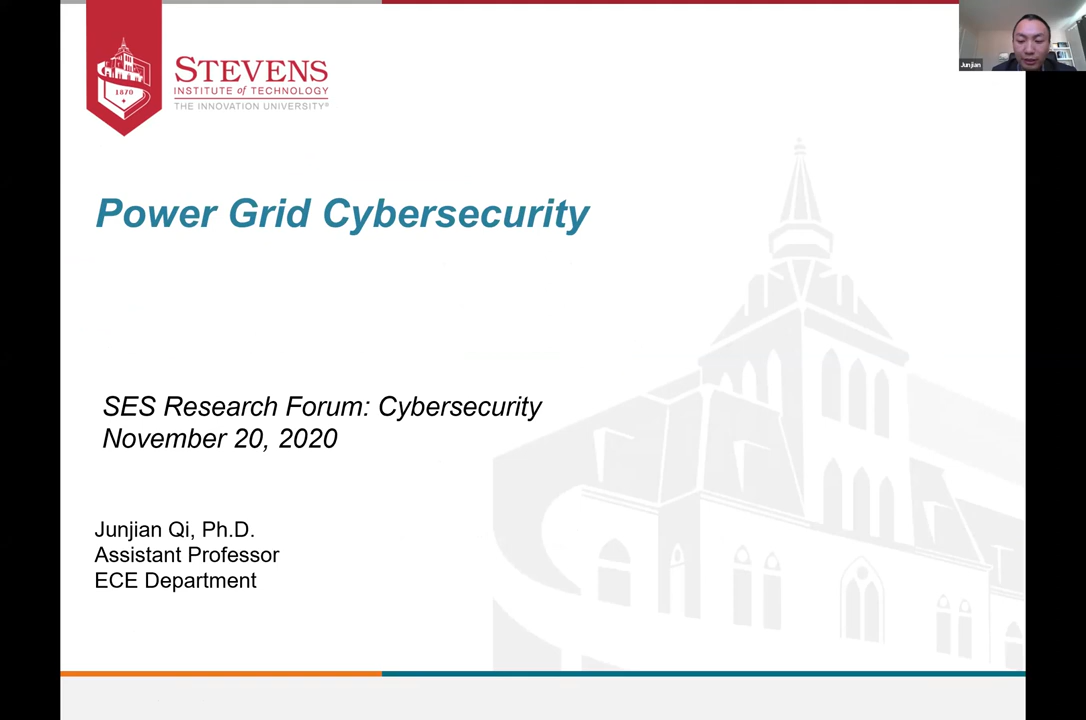 1870
STEVENS
INSTITUTE of TECHNOLOGY
THE INNOVATION UNIVERSITY®
Junjian
Power Grid Cybersecurity
SES Research Forum: Cybersecurity
November 20, 2020
Junjian Qi, Ph.D.
Assistant Professor
ECE Department